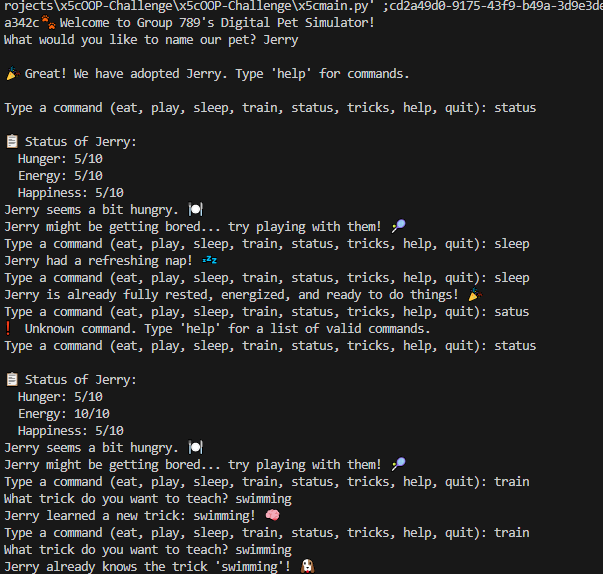 rojects\x5cOOP-Challenge\x5cOOP-Challenge\x5cmain.py' ;cd2a49d0-9175-43f9-b49a-3d9e3de
a342c🐾 Welcome to Group 789's Digital Pet Simulator!
What would you like to name our pet? Jerry
🎉 Great! We have adopted Jerry. Type 'help' for commands.
Type a command (eat, play, sleep, train, status, tricks, help, quit): status
📋 Status of Jerry:
Hunger: 5/10
Energy: 5/10
Happiness: 5/10
Jerry seems a bit hungry. 🍽️
Jerry might be getting bored... try playing with them! 🎾
Type a command (eat, play, sleep, train, status, tricks, help, quit): sleep
Jerry had a refreshing nap! 💤
Type a command (eat, play, sleep, train, status, tricks, help, quit): sleep
Jerry is already fully rested, energized, and ready to do things! 🎉
Type a command (eat, play, sleep, train, status, tricks, help, quit): satus
❗ Unknown command. Type 'help' for a list of valid commands.
Type a command (eat, play, sleep, train, status, tricks, help, quit): status
📋 Status of Jerry:
Hunger: 5/10
Energy: 10/10
Happiness: 5/10
Jerry seems a bit hungry. 🍽️
Jerry might be getting bored... try playing with them! 🎾
Type a command (eat, play, sleep, train, status, tricks, help, quit): train
What trick do you want to teach? swimming
Jerry learned a new trick: swimming! 🧠
Type a command (eat, play, sleep, train, status, tricks, help, quit): train
What trick do you want to teach? swimming
Jerry already knows the trick 'swimming'! 🐶